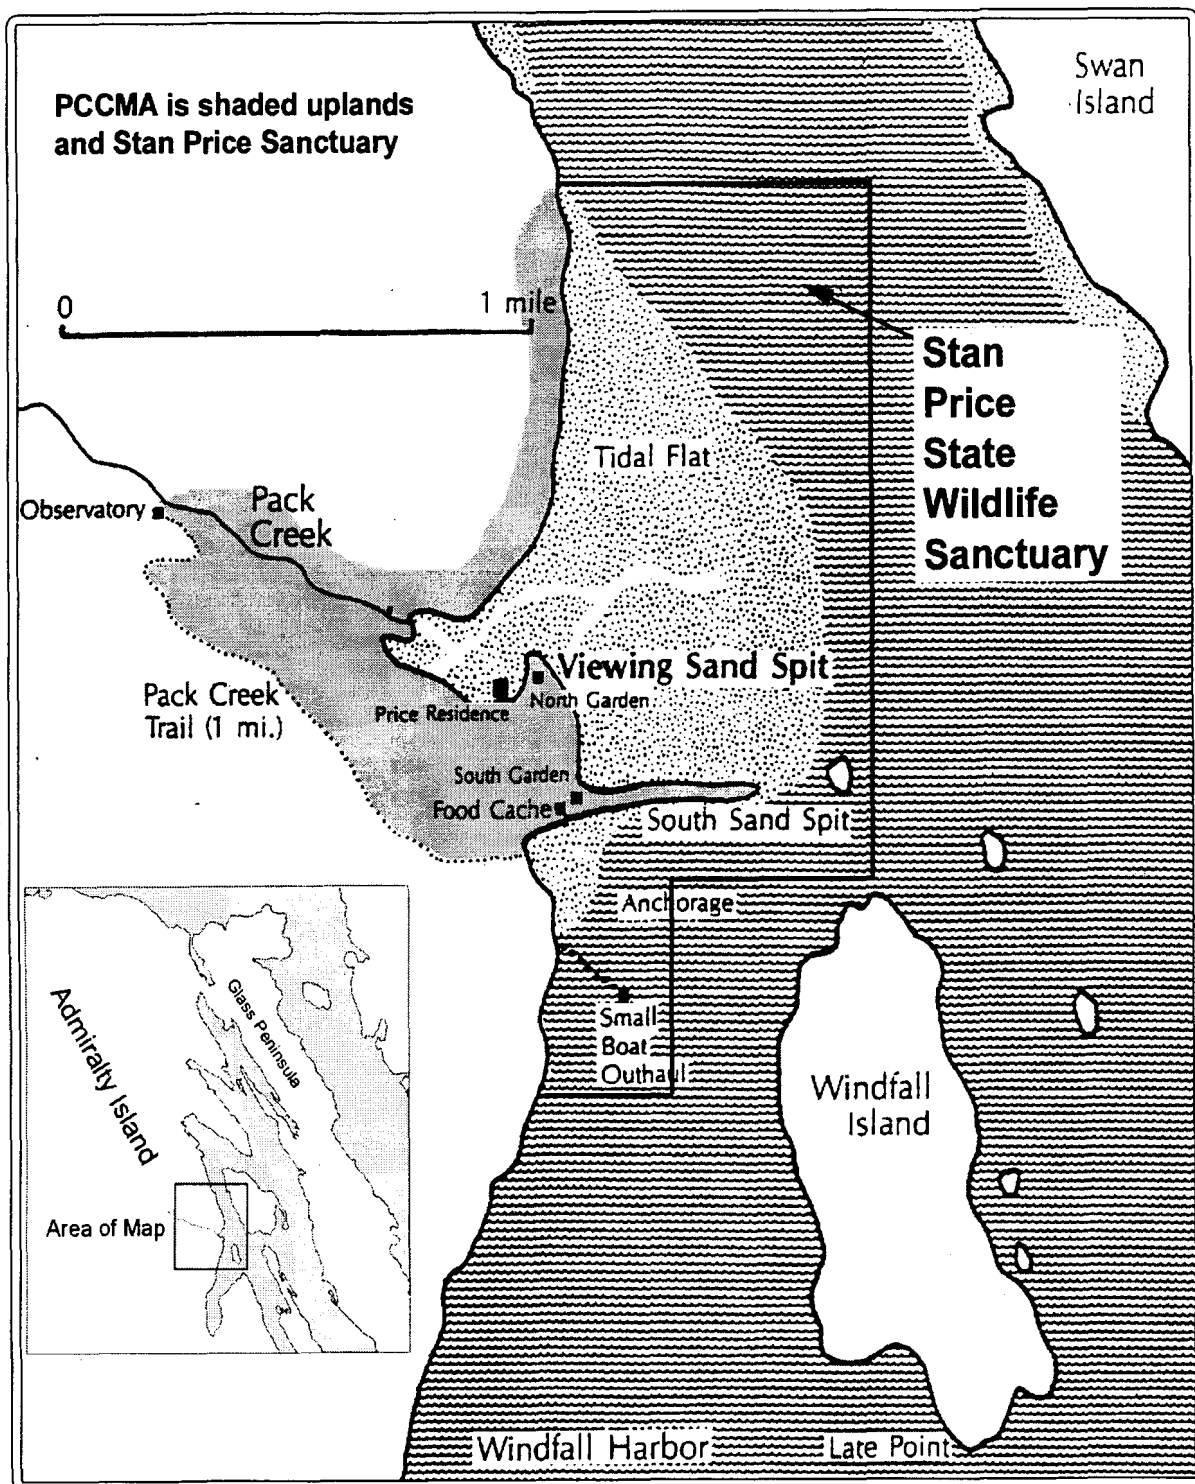 PCCMA is shaded uplands
and Stan Price Sanctuary
Swan
Island
0
1 mile
Stan
Price
State
Wildlife
Sanctuary
Tidal Flat
Observatory
Pack
Creek
Viewing Sand Spit
North Garden
Price Residence
Pack Creek
Trail (1 mi.)
South Garden
Food Cache
South Sand Spit
Anchorage
Small
Boat
Outhaul
Windfall
Island
Admiralty Island
Glass Peninsula
Area of Map
Windfall Harbor
Late Point